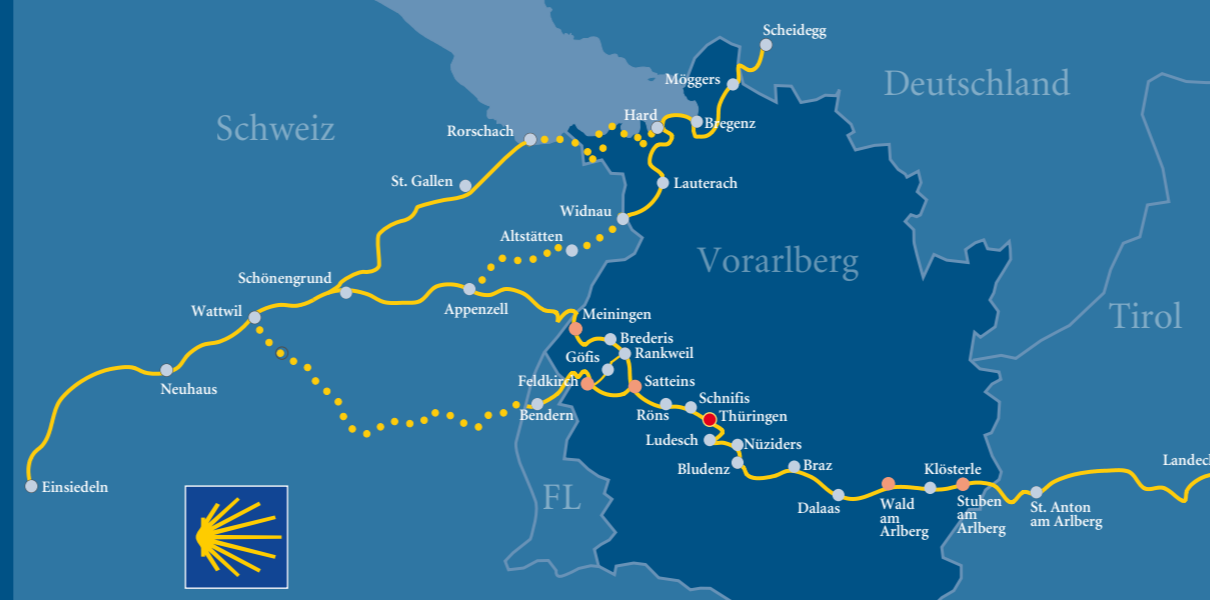 Scheidegg
Möggers
Deutschland
Schweiz
Hard
Bregenz
Rorschach
St. Gallen
Lauterach
Widnau
Altstätten
Vorarlberg
Schönengrund
Wattwil
Appenzell
Meiningen
Tirol
Brederis
Göfis
Rankweil
Neuhaus
Feldkirch
Satteins
Schnifis
Bendern
Röns
Thüringen
Ludesch
Nüziders
Bludenz
Braz
Klösterle
Landec
Einsiedeln
FL
Dalaas
Wald
am
Arlberg
Stuben
am
Arlberg
St. Anton
am Arlberg